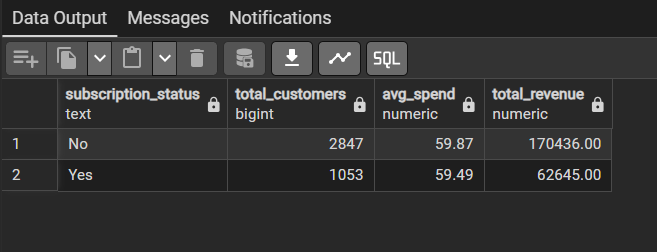 Data Output Messages Notifications
SQL
subscription_status total_customers avg_spend total_revenue
text bigint numeric numeric
1 No 2847 59.87 170436.00
2 Yes 1053 59.49 62645.00